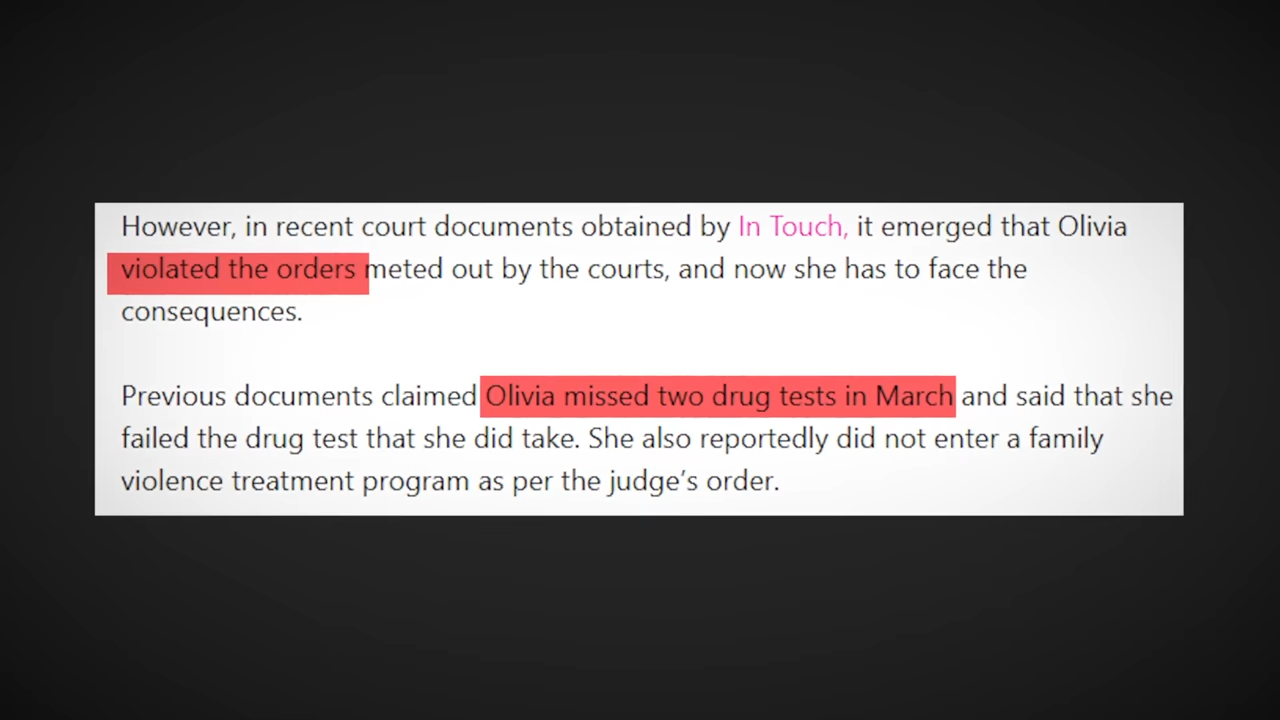 However, in recent court documents obtained by In Touch, it emerged that Olivia
violated the orders meted out by the courts, and now she has to face the
consequences.
Previous documents claimed Olivia missed two drug tests in March and said that she
failed the drug test that she did take. She also reportedly did not enter a family
violence treatment program as per the judge’s order.